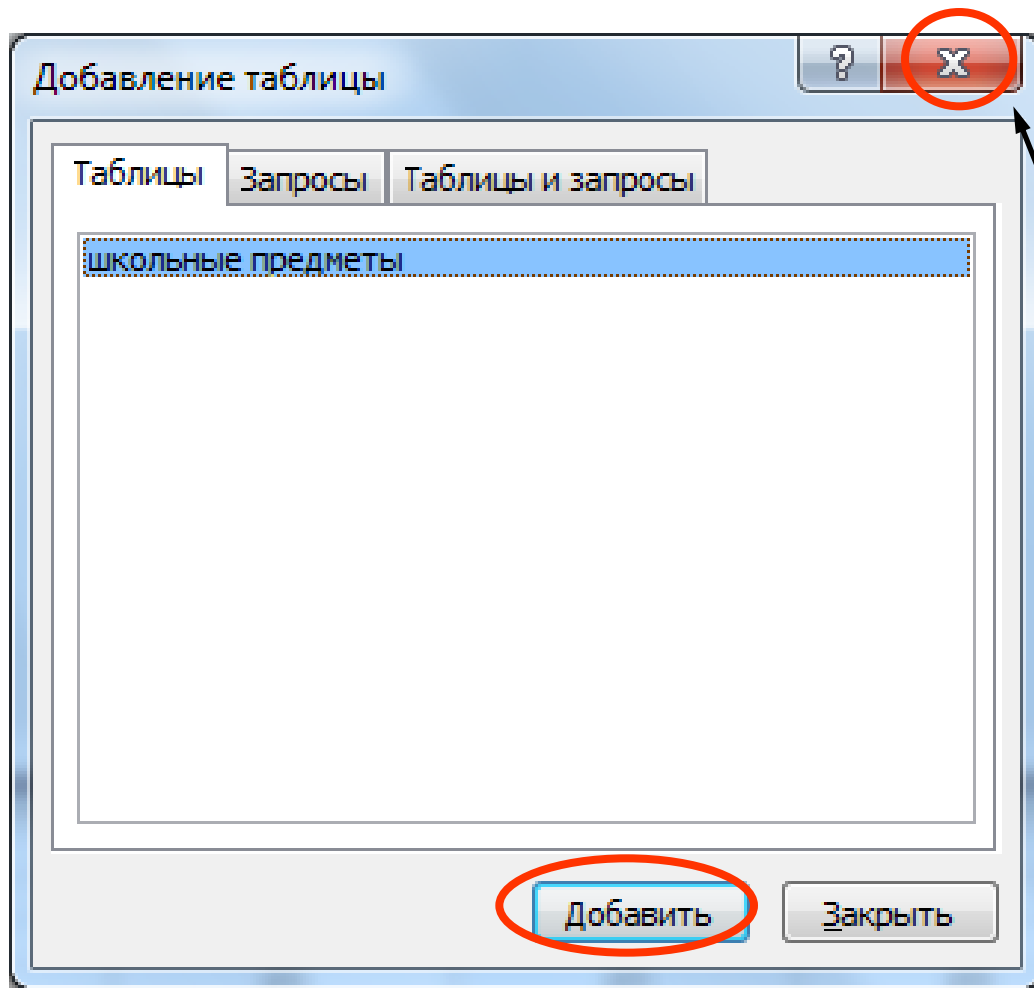 Добавление таблицы
?
X
Таблицы
Запросы
Таблицы и запросы
школьные предметы
Добавить
Закрыть